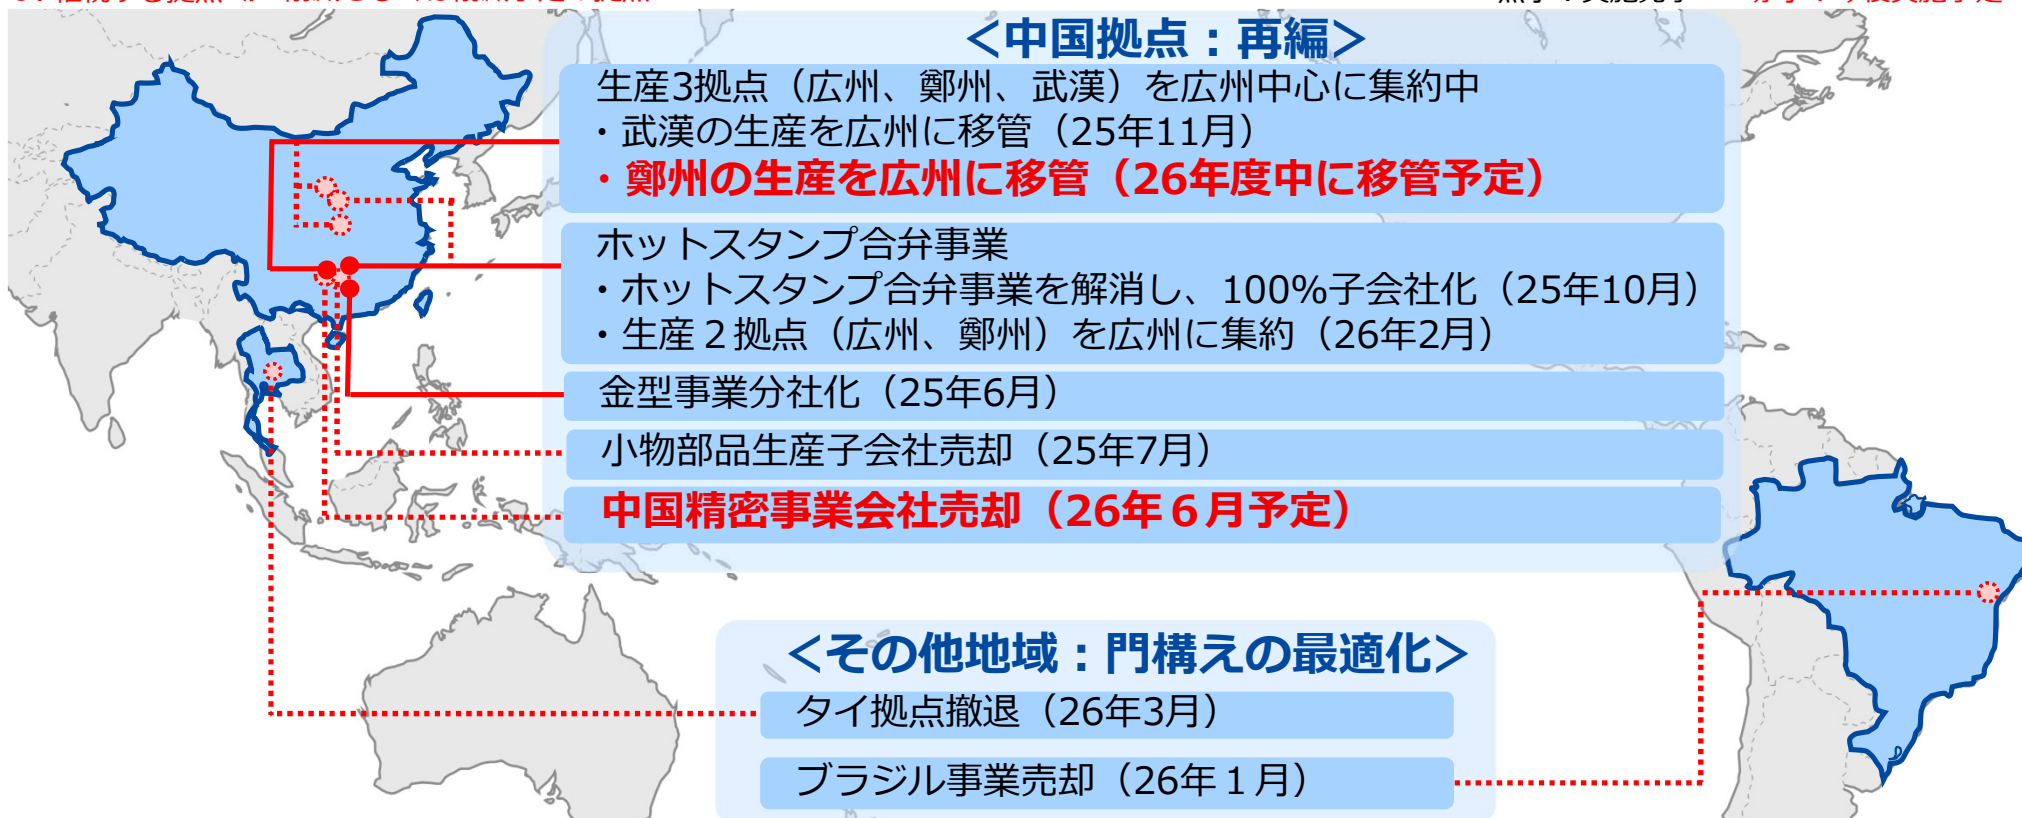 ＜中国拠点：再編＞
生産3拠点（広州、鄭州、武漢）を広州中心に集約中
・武漢の生産を広州に移管（25年11月）
・鄭州の生産を広州に移管（26年度中に移管予定）
ホットスタンプ合弁事業
・ホットスタンプ合弁事業を解消し、100%子会社化（25年10月）
・生産２拠点（広州、鄭州）を広州に集約（26年2月）
金型事業分社化（25年6月）
小物部品生産子会社売却（25年7月）
中国精密事業会社売却（26年６月予定）
＜その他地域：門構えの最適化＞
タイ拠点撤退（26年3月）
ブラジル事業売却（26年１月）